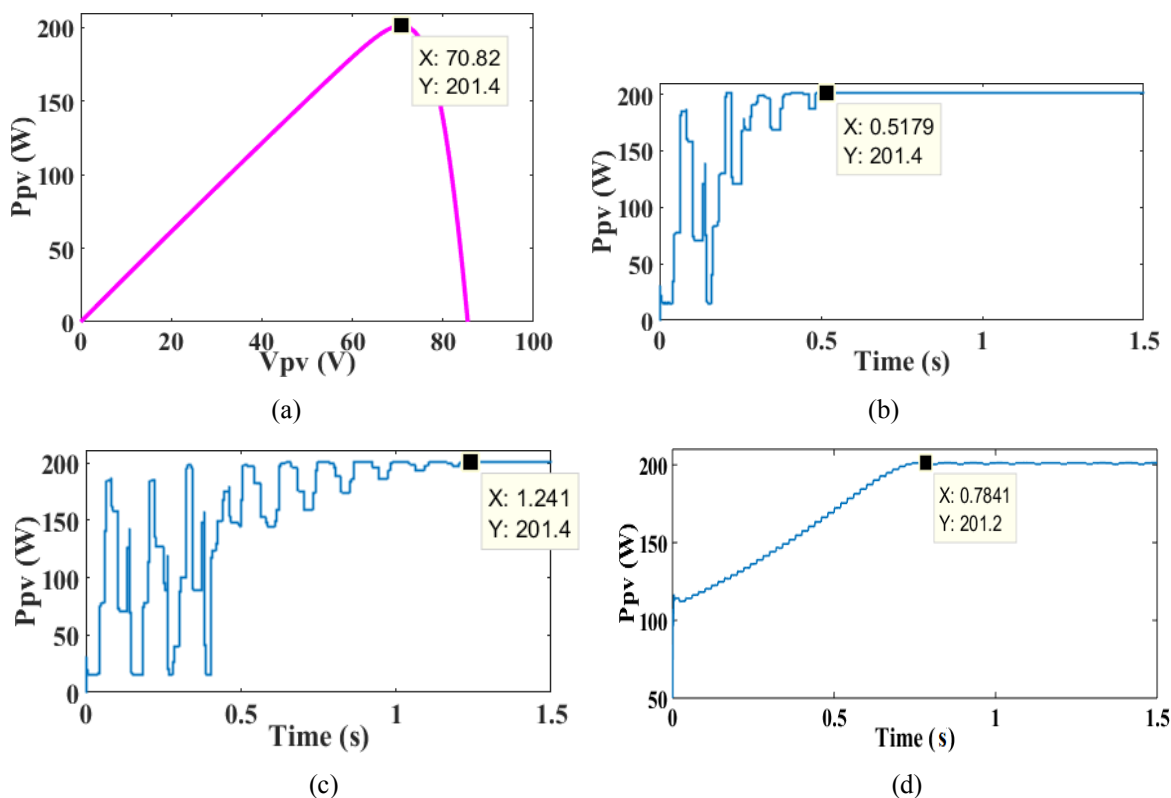 200
150
100
50
0
Ppv (W)
X: 70.82
Y: 201.4
0 20 40 60 80 100
Vpv (V)
(a)
200
150
100
50
0
Ppv (W)
X: 0.5179
Y: 201.4
0 0.5 1 1.5
Time (s)
(b)
200
150
100
50
0
Ppv (W)
X: 1.241
Y: 201.4
0 0.5 1 1.5
Time (s)
(c)
200
150
100
50
Ppv (W)
X: 0.7841
Y: 201.2
0 0.5 1 1.5
Time (s)
(d)